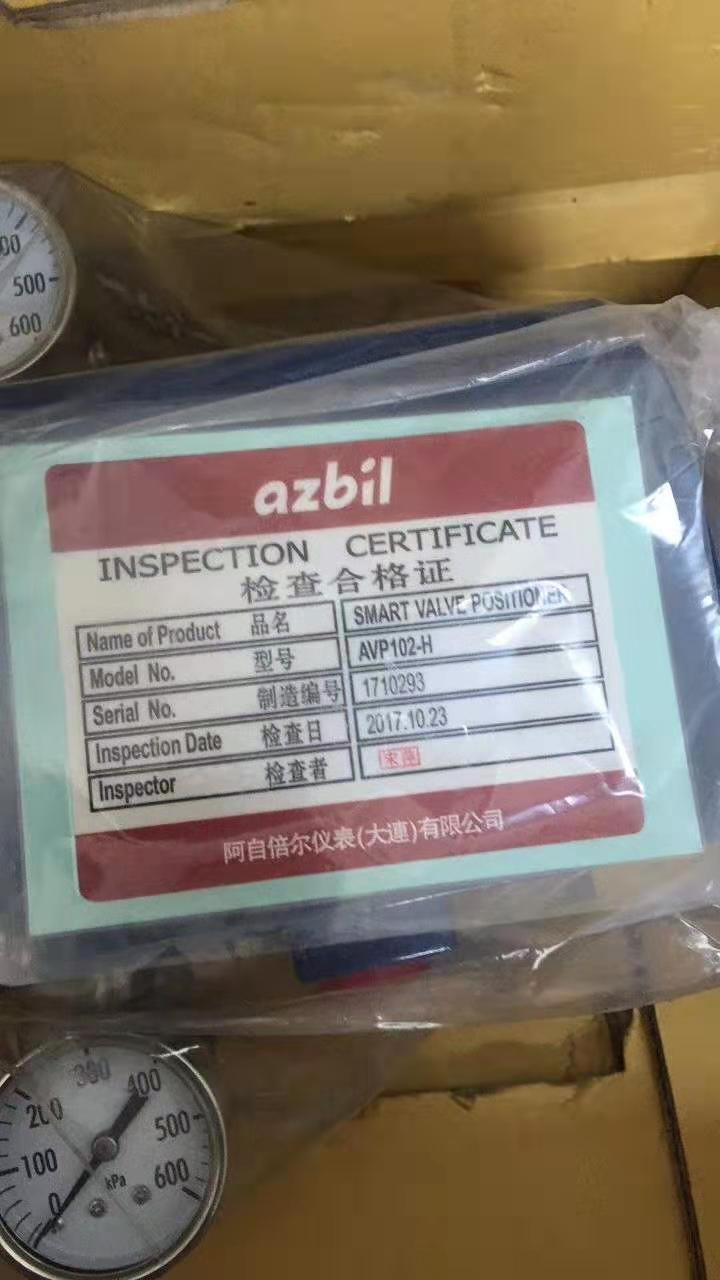 00
500
600
azbil
INSPECTION CERTIFICATE
检查合格证
Name of Product 品名 SMART VALVE POSITIONER
Model No. 型号 AVP102-H
Serial No. 制造编号 1710293
Inspection Date 检查日 2017.10.23
Inspector 检查者
阿自倍尔仪表(大連)有限公司
300
400
200
500
100
kPa
600
0